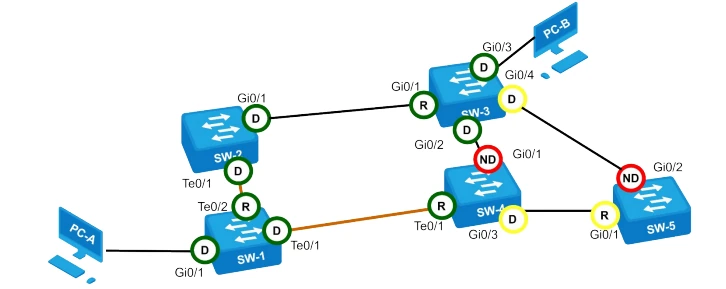 PC-B
Gi0/3
D
Gi0/4
Gi0/1
R
D
SW-3
Gi0/1
D
D
Gi0/2
ND
Gi0/1
SW-2
D
Te0/1
ND
Gi0/2
Te0/2
R
R
SW-4
D
R
Te0/1
Gi0/3
Gi0/1
SW-5
PC-A
D
Te0/1
D
Gi0/1
SW-1